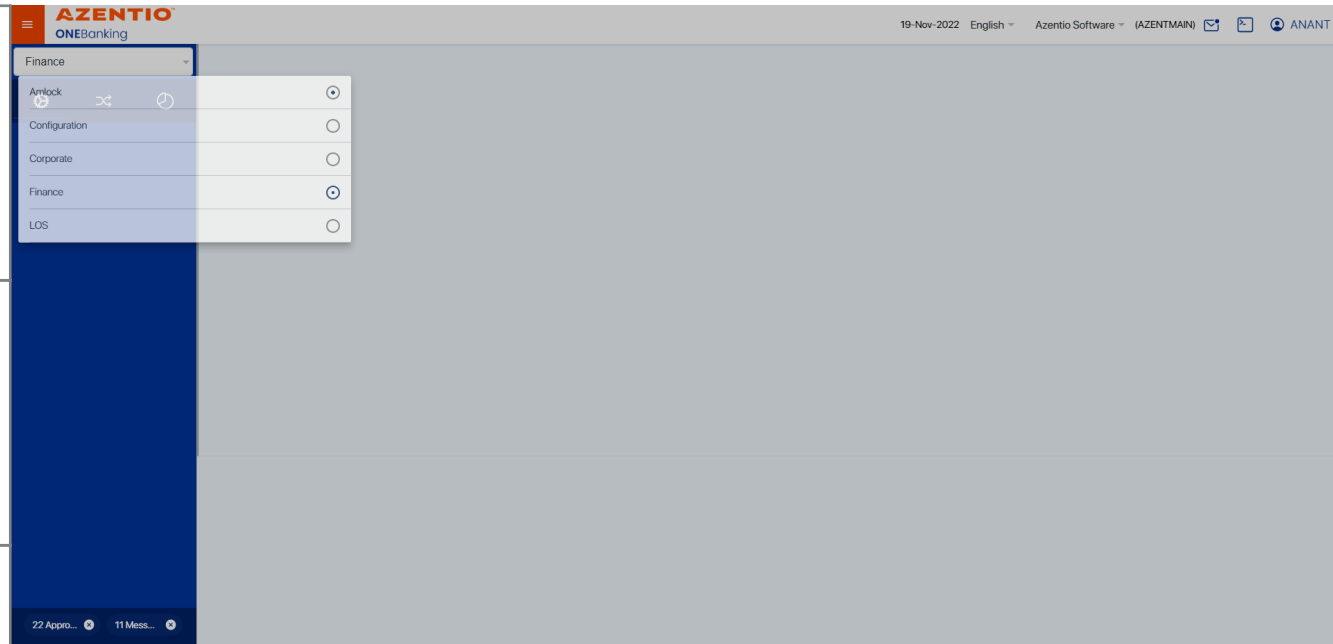 AZENTIO™
ONEBanking
19-Nov-2022 English Azentio Software (AZENTMAIN) ANANT
Finance
Amlock
Configuration
Corporate
Finance
LOS
22 Appro... 11 Mess...